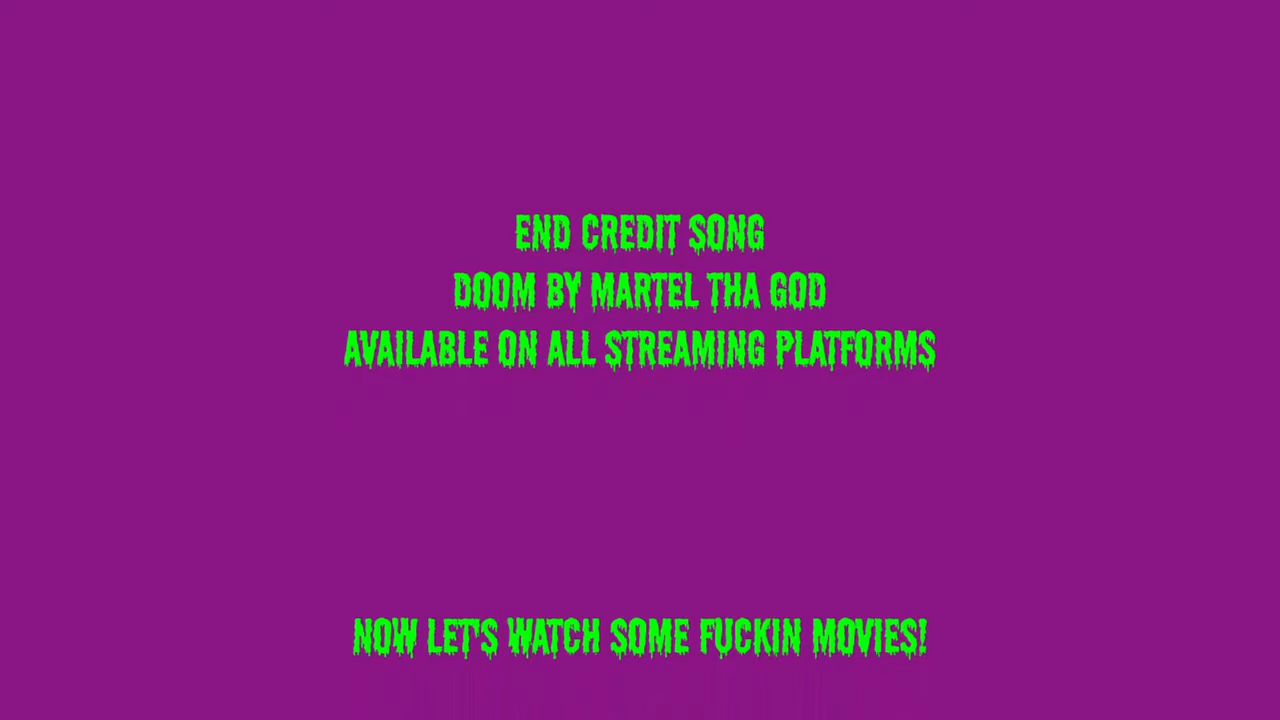 END CREDIT SONG
DOOM BY MARTEL THA GOD
AVAILABLE ON ALL STREAMING PLATFORMS
NOW LET'S WATCH SOME FUCKIN MOVIES!